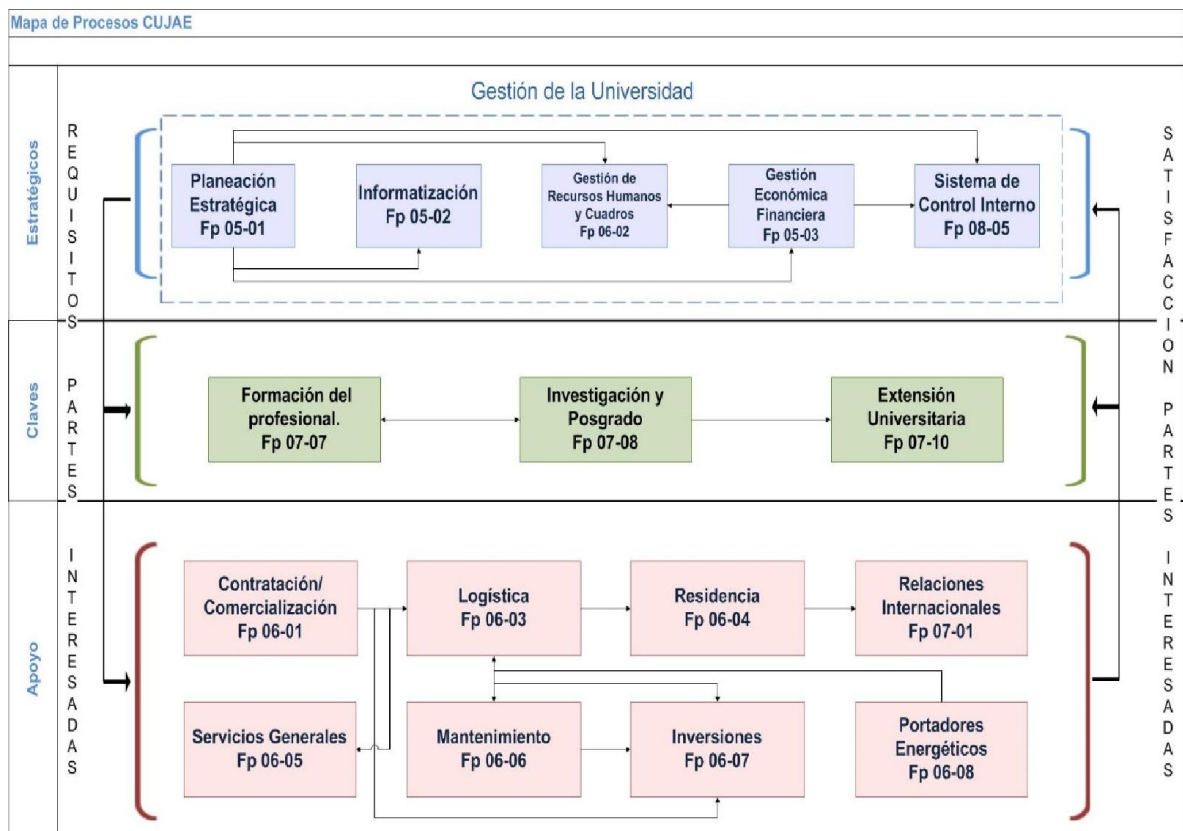 Mapa de Procesos CUJAE
Estratégicos
REQUISITOS PARTES INTERESADAS
Gestión de la Universidad
Planeación
Estratégica
Fp 05-01
Informatización
Fp 05-02
Gestión de
Recursos Humanos
y Cuadros
Fp 06-02
Gestión
Económica
Financiera
Fp 05-03
Sistema de
Control Interno
Fp 08-05
SATISFACCION PARTES INTERESADAS
Claves
Formación del
profesional.
Fp 07-07
Investigación y
Posgrado
Fp 07-08
Extensión
Universitaria
Fp 07-10
Apoyo
Contratación/
Comercialización
Fp 06-01
Logística
Fp 06-03
Residencia
Fp 06-04
Relaciones
Internacionales
Fp 07-01
Servicios Generales
Fp 06-05
Mantenimiento
Fp 06-06
Inversiones
Fp 06-07
Portadores
Energéticos
Fp 06-08